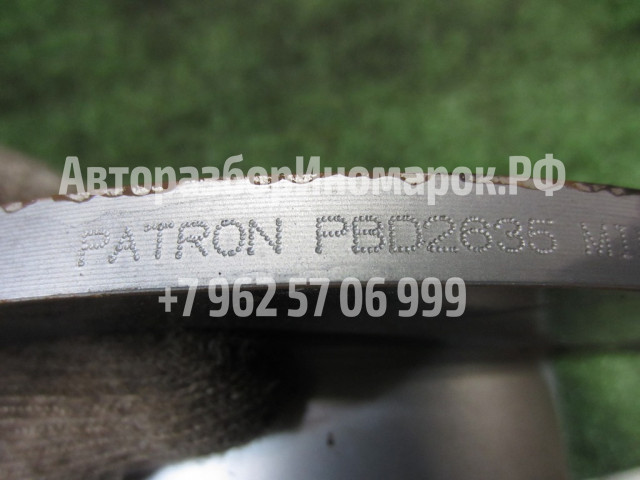 АвторазборИномарок.РФ
PATRON PBD2635
+7 962 57 06 999